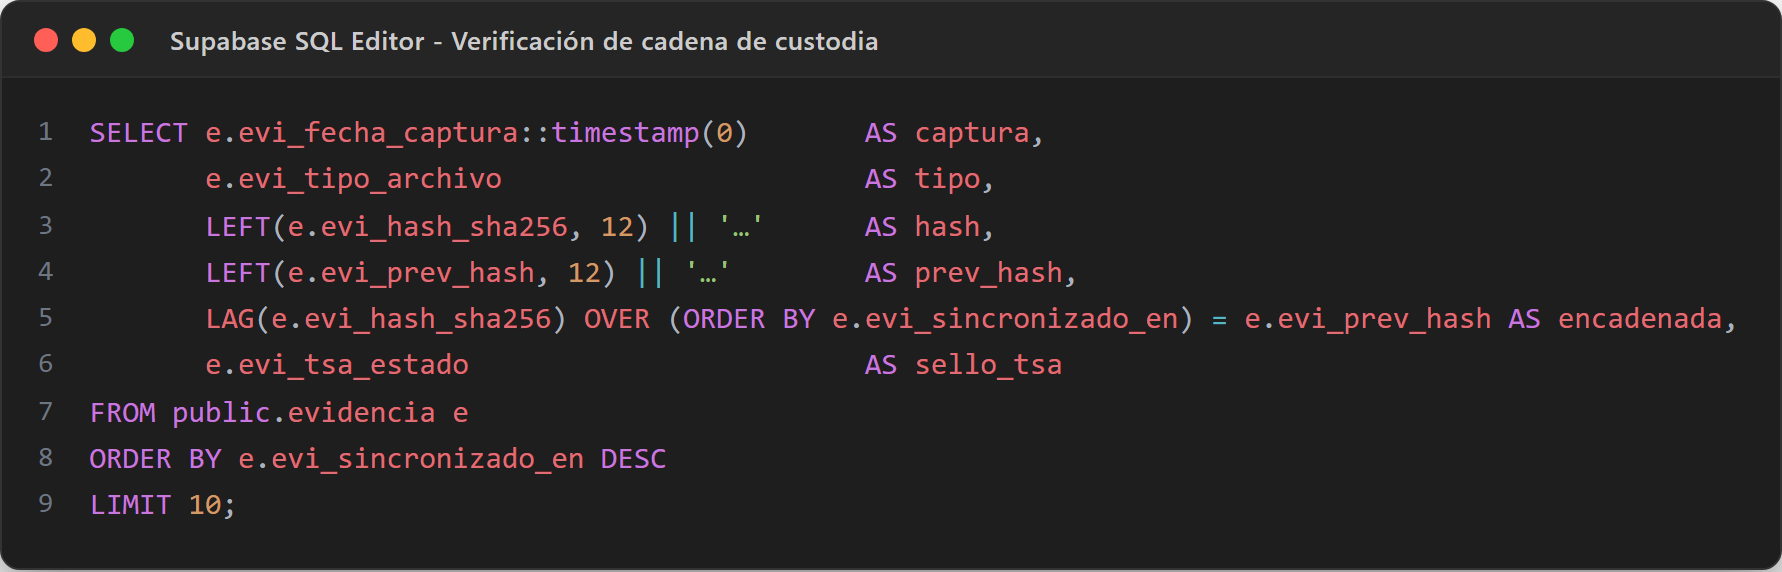 Supabase SQL Editor - Verificación de cadena de custodia
1 SELECT e.evi_fecha_captura::timestamp(0) AS captura,
2 e.evi_tipo_archivo AS tipo,
3 LEFT(e.evi_hash_sha256, 12) || '…' AS hash,
4 LEFT(e.evi_prev_hash, 12) || '…' AS prev_hash,
5 LAG(e.evi_hash_sha256) OVER (ORDER BY e.evi_sincronizado_en) = e.evi_prev_hash AS encadenada,
6 e.evi_tsa_estado AS sello_tsa
7 FROM public.evidencia e
8 ORDER BY e.evi_sincronizado_en DESC
9 LIMIT 10;